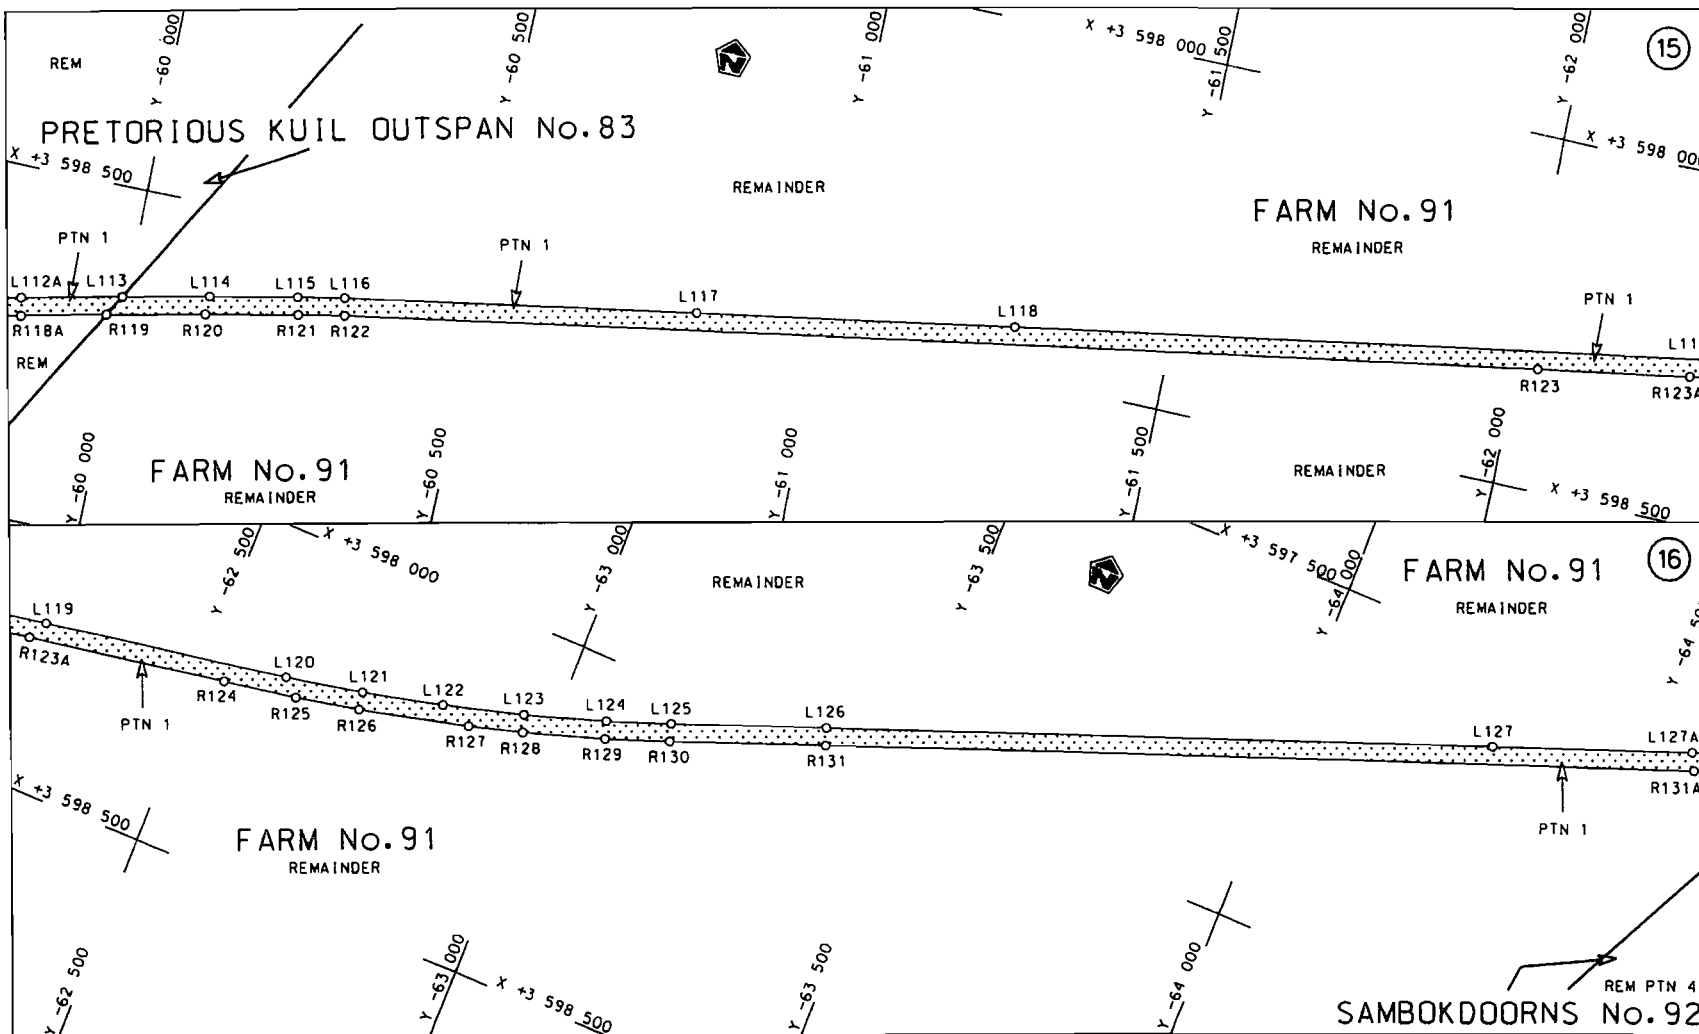 Y -60 000
Y -60 500
Y -61 000
X +3 598 000
Y -61 500
Y -62 000
15
REM
N
PRETORIOUS KUIL OUTSPAN No.83
X +3 598 500
X +3 598 000
REMAINDER
FARM No.91
REMAINDER
PTN 1
PTN 1
PTN 1
L112A
L113
L114
L115
L116
L117
L118
L11
R118A
R119
R120
R121
R122
R123
R123A
REM
FARM No.91
REMAINDER
REMAINDER
Y -60 000
Y -60 500
Y -61 000
Y -61 500
Y -62 000
X +3 598 500
Y -62 500
X +3 598 000
Y -63 000
REMAINDER
Y -63 500
N
X +3 597 500
Y -64 000
FARM No.91
REMAINDER
16
Y -64 50
L119
L120
L121
L122
L123
L124
L125
L126
L127
L127A
R123A
R124
R125
R126
R127
R128
R129
R130
R131
R131A
PTN 1
PTN 1
X +3 598 500
FARM No.91
REMAINDER
Y -62 500
Y -63 000
X +3 598 500
Y -63 500
Y -64 000
REM PTN 4
SAMBOKDOORNS No.92